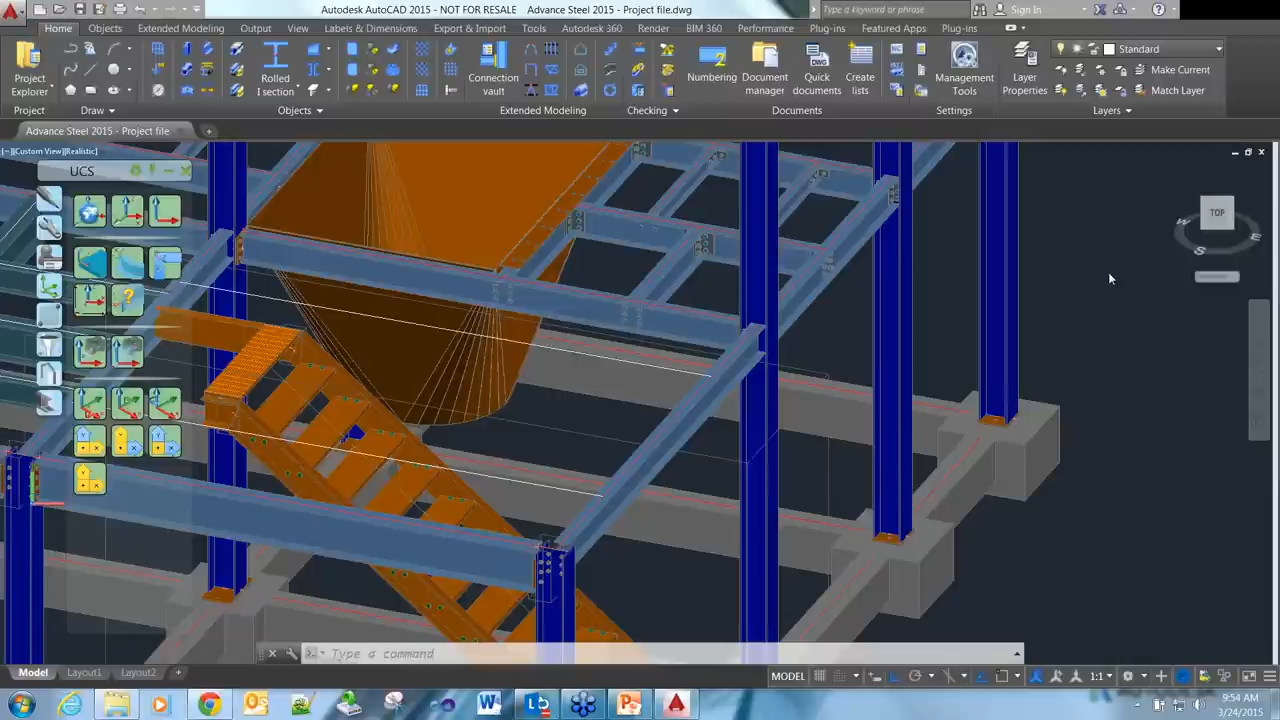 Autodesk AutoCAD 2015 - NOT FOR RESALE Advance Steel 2015 - Project file.dwg
Type a keyword or phrase
Sign In
Home Objects Extended Modeling Output View Labels & Dimensions Export & Import Tools Autodesk 360 Render BIM 360 Performance Plug-ins Featured Apps Plug-ins
Standard
Project Explorer
Rolled I section
Connection vault
Numbering
Document manager
Quick documents
Create lists
Management Tools
Layer Properties
Make Current
Match Layer
Project Draw Objects Extended Modeling Checking Documents Settings Layers
Advance Steel 2015 - Project file
[–][Custom View][Realistic]
UCS
TOP
E
S
Type a command
Model Layout1 Layout2 +
MODEL
1:1
9:54 AM
3/24/2015